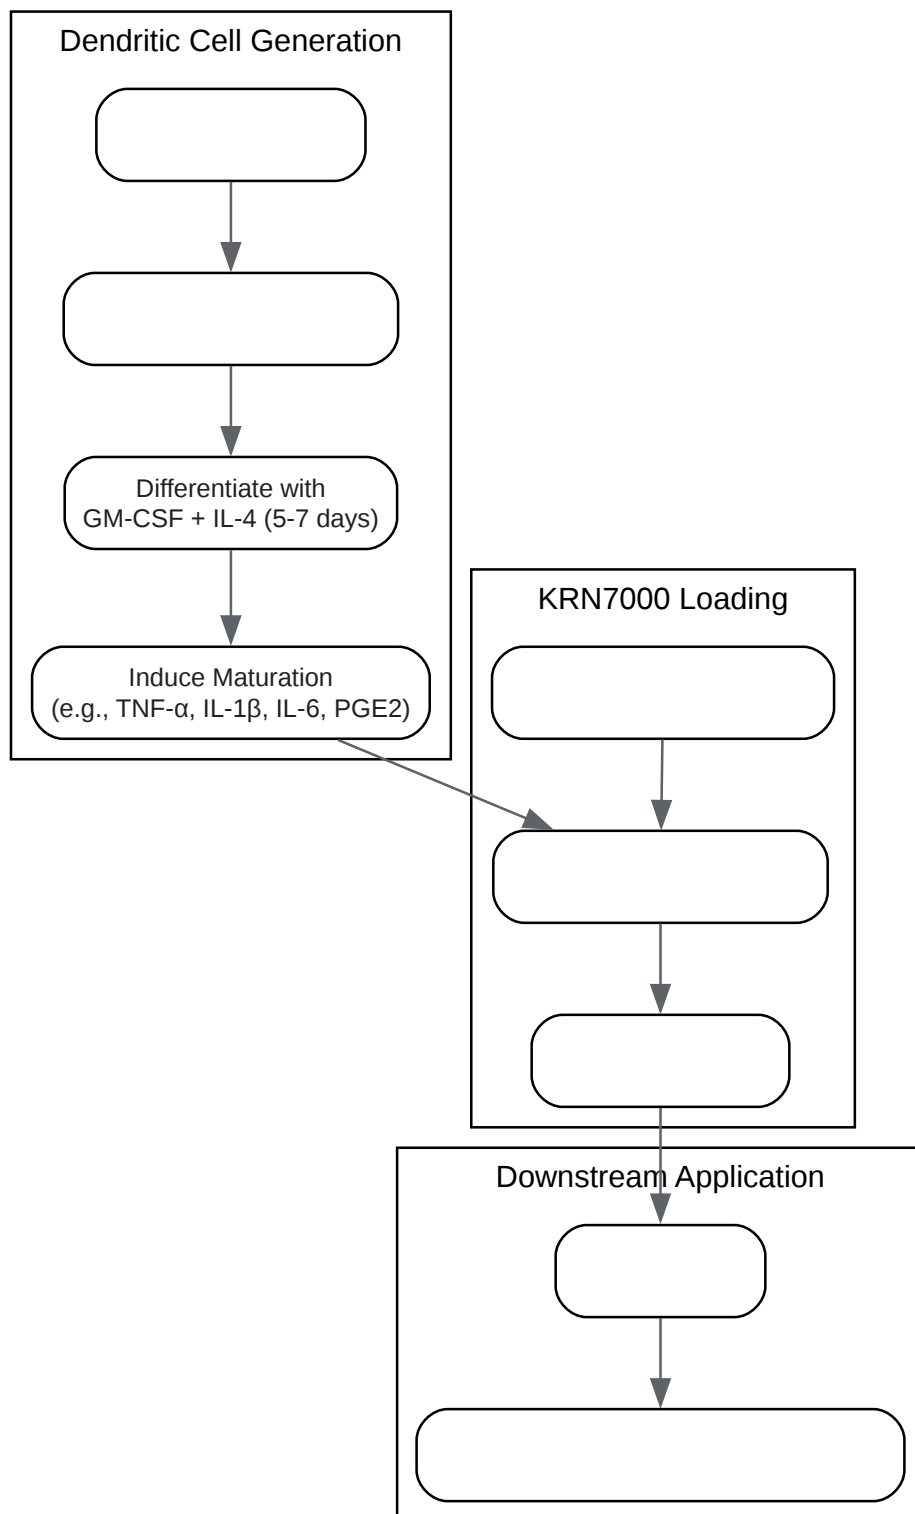 Dendritic Cell Generation
Differentiate with
GM-CSF + IL-4 (5-7 days)
Induce Maturation
(e.g., TNF-α, IL-1β, IL-6, PGE2)
KRN7000 Loading
Downstream Application